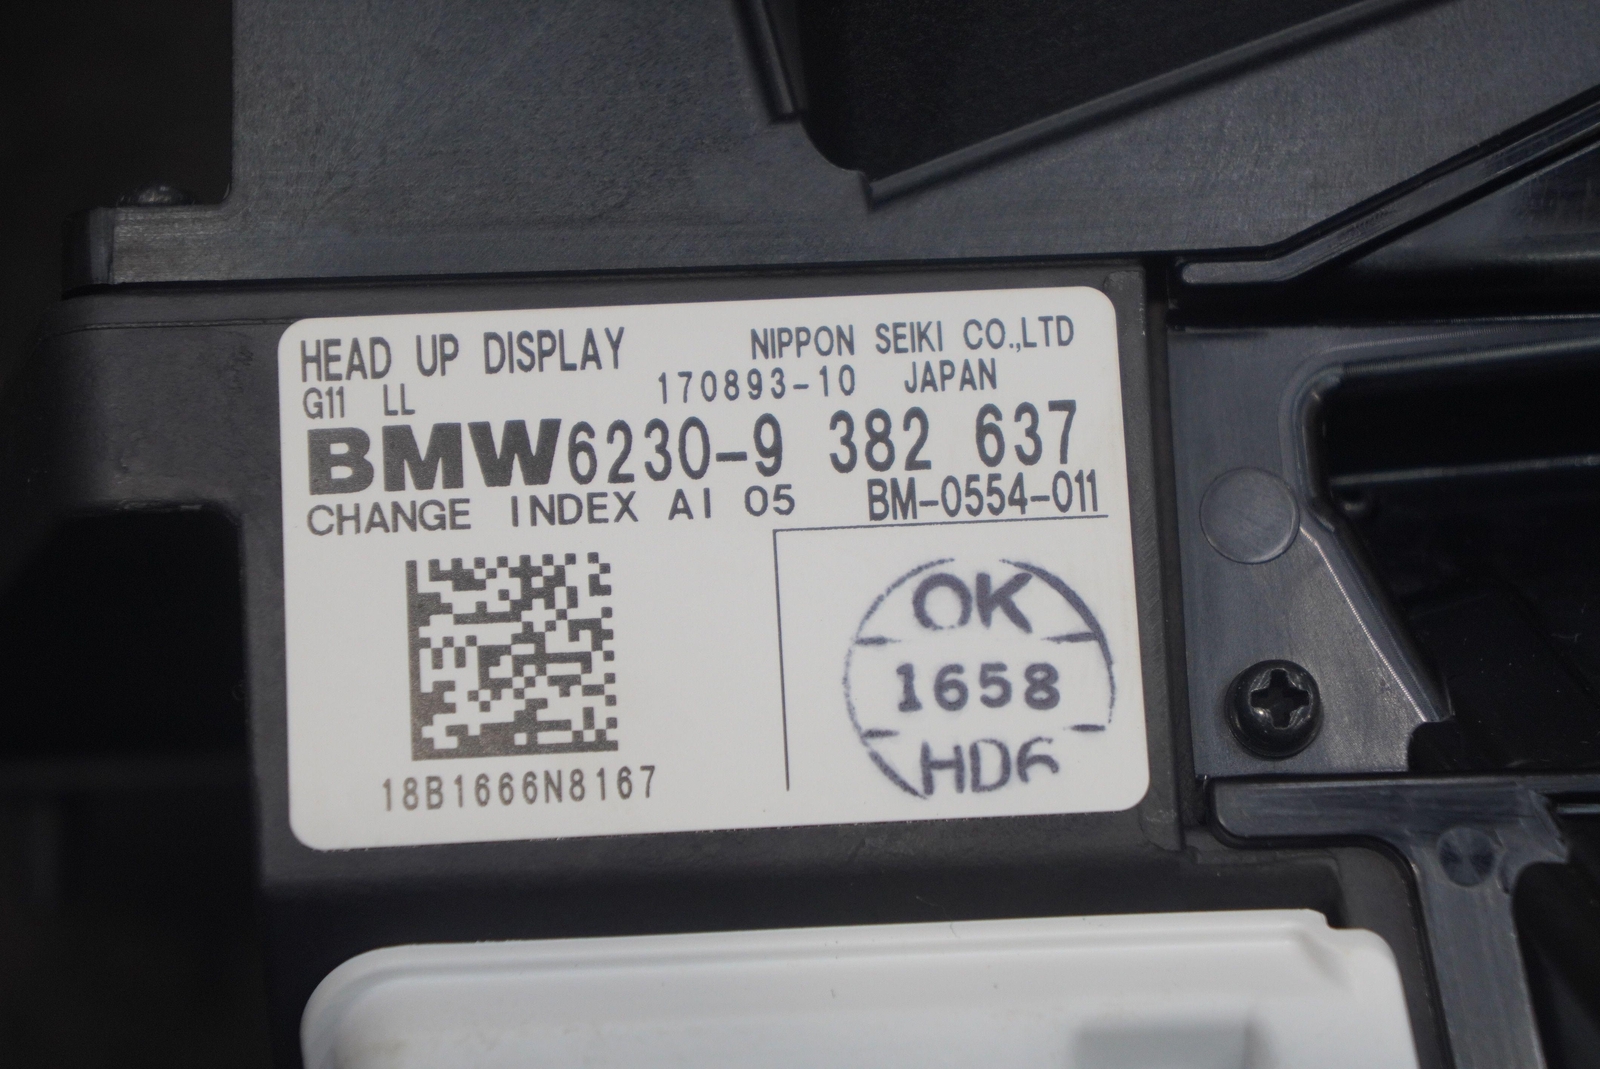 HEAD UP DISPLAY NIPPON SEIKI CO.,LTD
G11 LL 170893-10 JAPAN
BMW6230-9 382 637
CHANGE INDEX AI 05 BM-0554-011
OK
1658
HD6
18B1666N8167